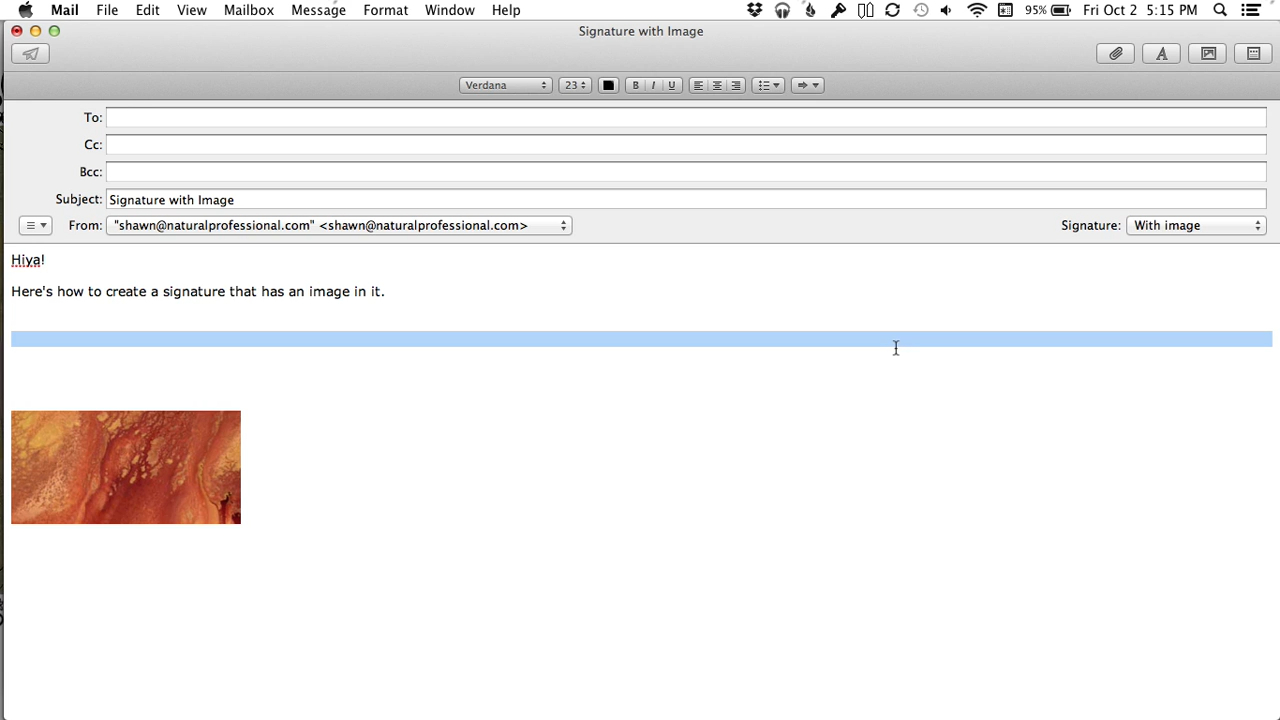 Mail File Edit View Mailbox Message Format Window Help 95% Fri Oct 2 5:15 PM
Signature with Image
Verdana 23 B I U
To:
Cc:
Bcc:
Subject: Signature with Image
From: "shawn@naturalprofessional.com" <shawn@naturalprofessional.com> Signature: With image
Hiya!
Here's how to create a signature that has an image in it.